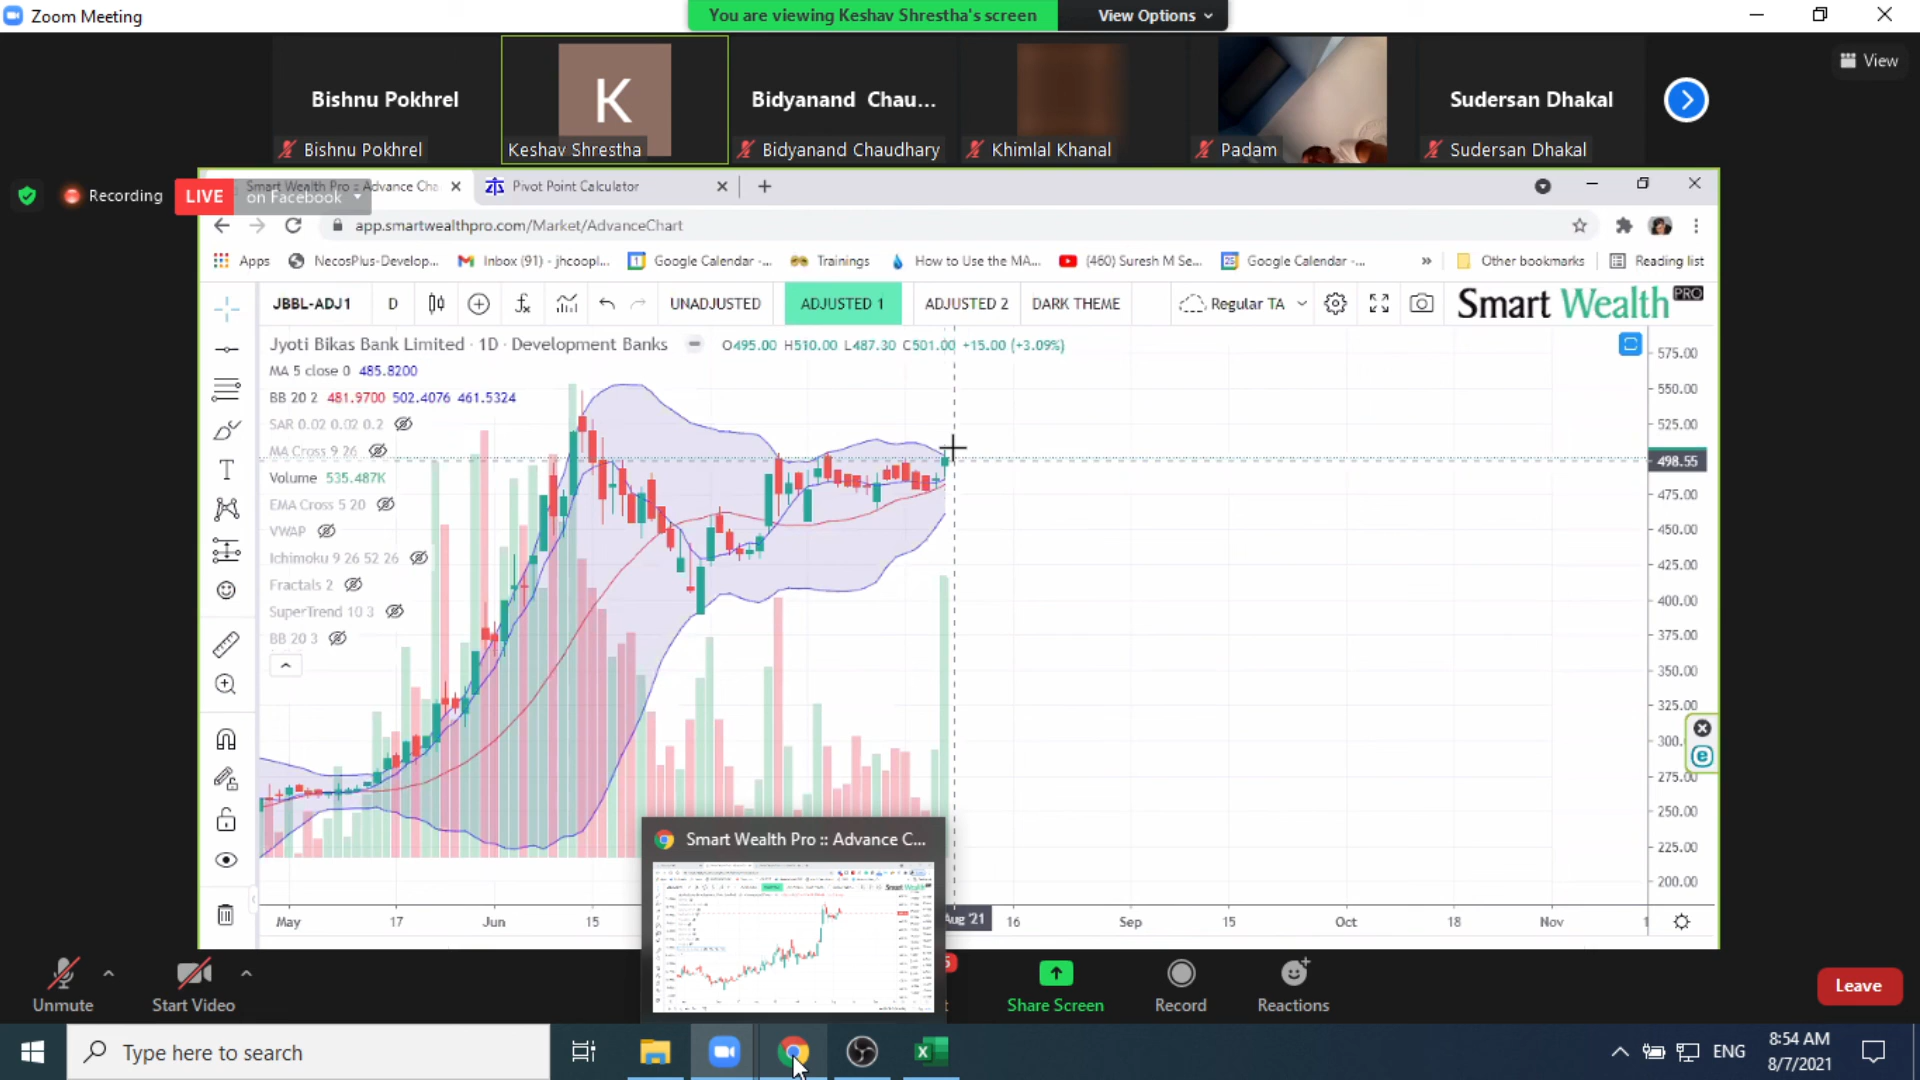 Zoom Meeting
You are viewing Keshav Shrestha's screen
View Options
View
Bishnu Pokhrel
K
Bidyanand Chau...
Sudersan Dhakal
Bishnu Pokhrel
Keshav Shrestha
Bidyanand Chaudhary
Khimlal Khanal
Padam
Sudersan Dhakal
Recording
LIVE
on Facebook
Smart Wealth Pro :: Advance Cha
Pivot Point Calculator
app.smartwealthpro.com/Market/AdvanceChart
Apps
NecosPlus-Develop...
Inbox (91) - jhcoopl...
Google Calendar -...
Trainings
How to Use the MA...
(460) Suresh M Se...
Google Calendar -...
Other bookmarks
Reading list
JBBL-ADJ1
D
UNADJUSTED
ADJUSTED 1
ADJUSTED 2
DARK THEME
Regular TA
Smart Wealth PRO
Jyoti Bikas Bank Limited · 1D · Development Banks
O495.00 H510.00 L487.30 C501.00 +15.00 (+3.09%)
MA 5 close 0 485.8200
BB 20 2 481.9700 502.4076 461.5324
SAR 0.02 0.02 0.2
MA Cross 9 26
Volume 535.487K
EMA Cross 5 20
VWAP
Ichimoku 9 26 52 26
Fractals 2
SuperTrend 10 3
BB 20 3
575.00
550.00
525.00
498.55
475.00
450.00
425.00
400.00
375.00
350.00
325.00
300.
275.00
250.00
225.00
200.00
May
17
Jun
15
Aug '21
16
Sep
15
Oct
18
Nov
1
Smart Wealth Pro :: Advance C...
Unmute
Start Video
Share Screen
Record
Reactions
Leave
Type here to search
ENG
8:54 AM
8/7/2021